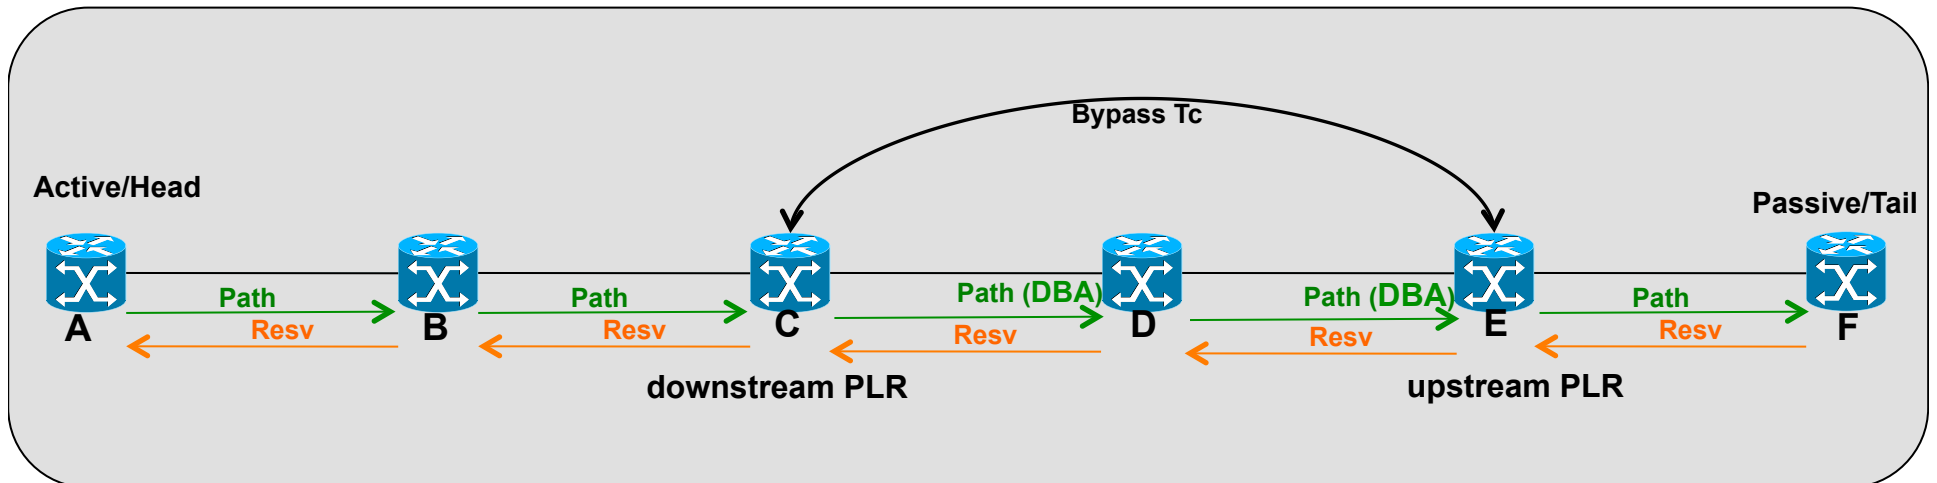 Bypass Tc
Active/Head
Passive/Tail
Path
Path
Path (DBA)
Path (DBA)
Path
A
B
C
D
E
F
Resv
Resv
Resv
Resv
Resv
downstream PLR
upstream PLR